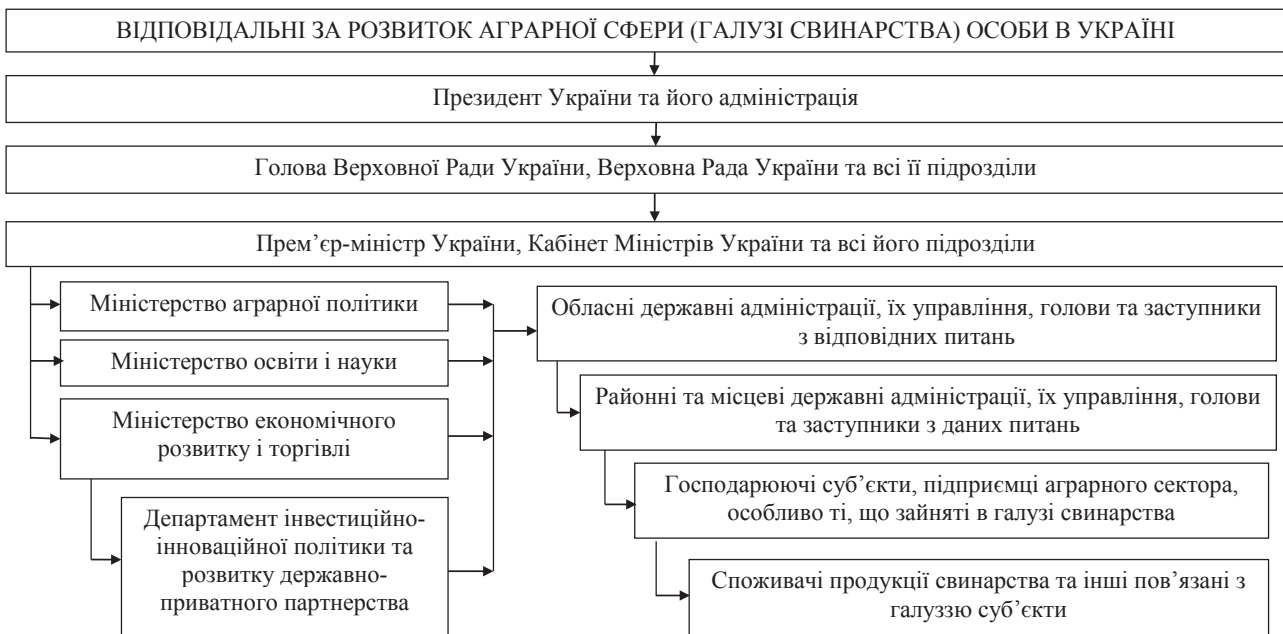 ВІДПОВІДАЛЬНІ ЗА РОЗВИТОК АГРАРНОЇ СФЕРИ (ГАЛУЗІ СВИНАРСТВА) ОСОБИ В УКРАЇНІ
Президент України та його адміністрація
Голова Верховної Ради України, Верховна Рада України та всі її підрозділи
Прем’єр-міністр України, Кабінет Міністрів України та всі його підрозділи
Міністерство аграрної політики
Міністерство освіти і науки
Міністерство економічного
розвитку і торгівлі
Департамент інвестиційно-
інноваційної політики та
розвитку державно-
приватного партнерства
Обласні державні адміністрації, їх управління, голови та заступники
з відповідних питань
Районні та місцеві державні адміністрації, їх управління, голови
та заступники з даних питань
Господарюючі суб’єкти, підприємці аграрного сектора,
особливо ті, що зайняті в галузі свинарства
Споживачі продукції свинарства та інші пов’язані з
галуззю суб’єкти